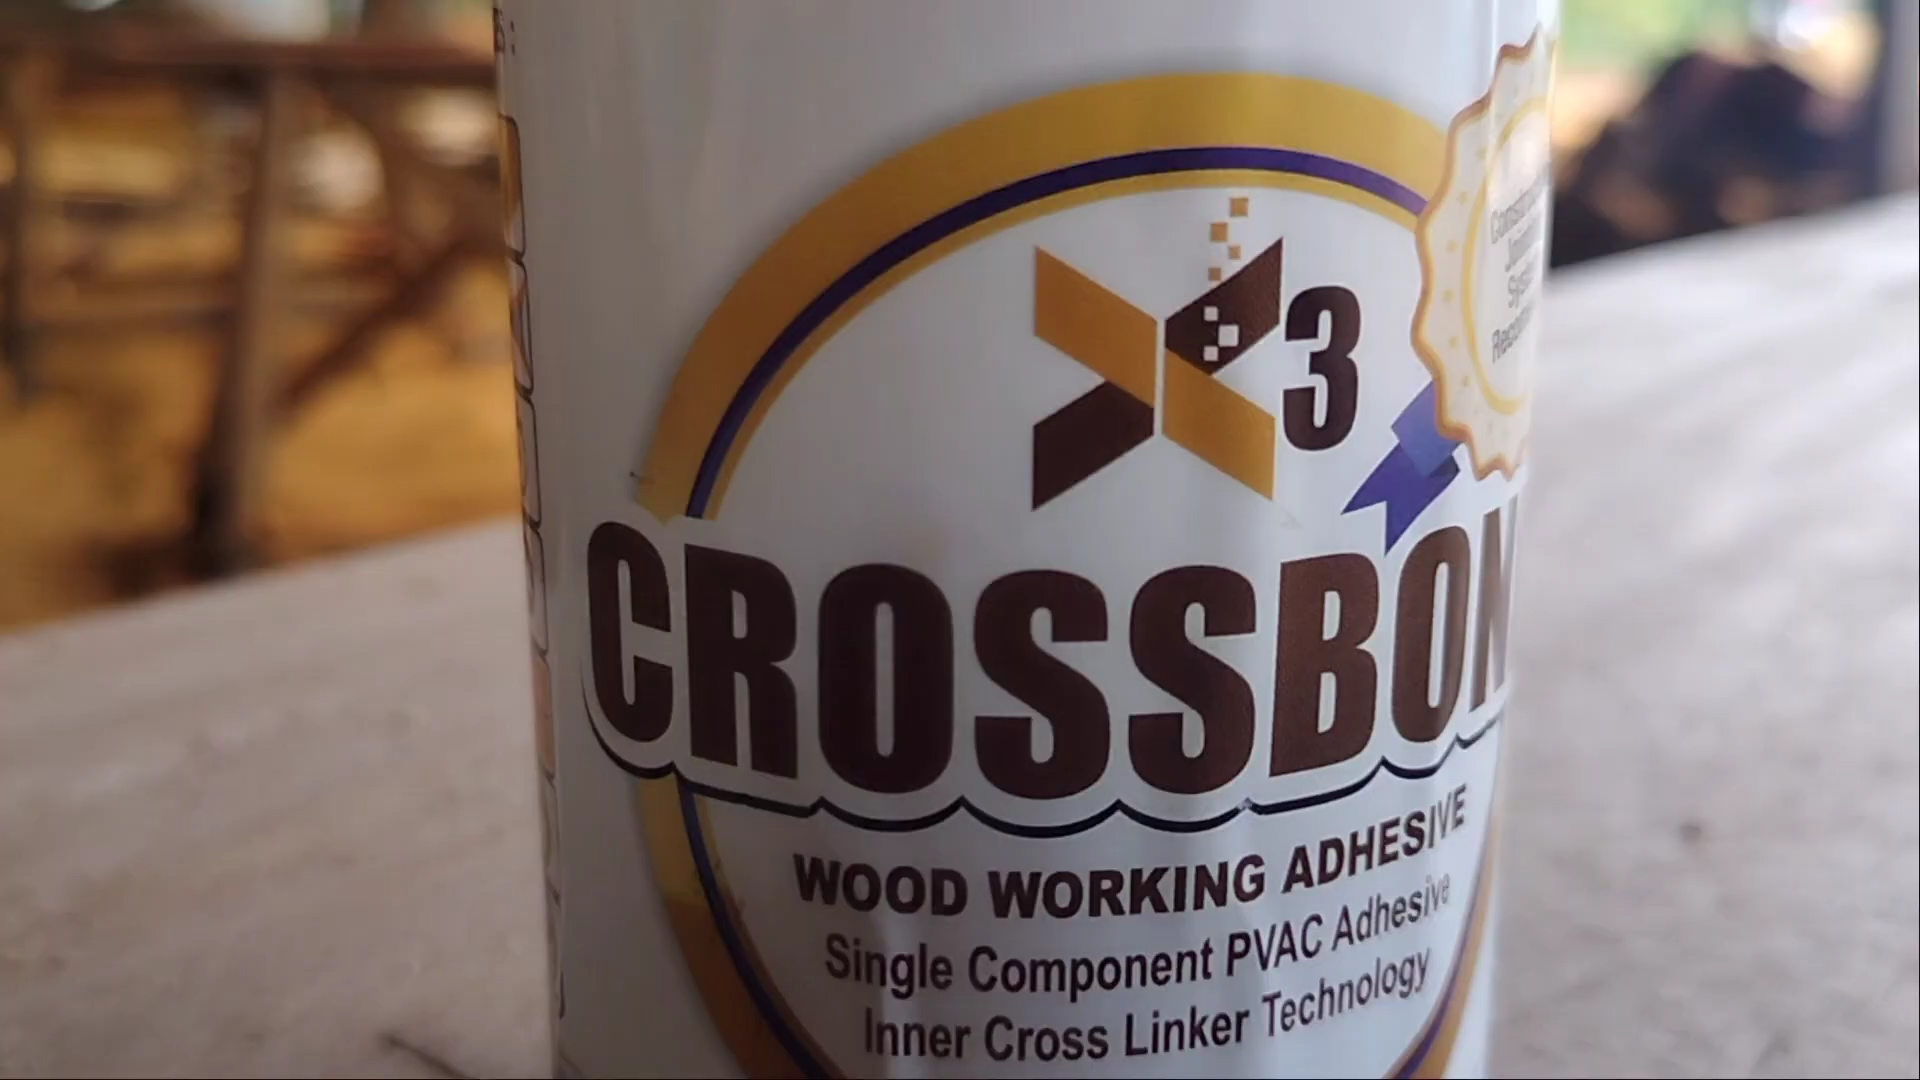 X3
CROSSBON
WOOD WORKING ADHESIVE
Single Component PVAC Adhesive
Inner Cross Linker Technology